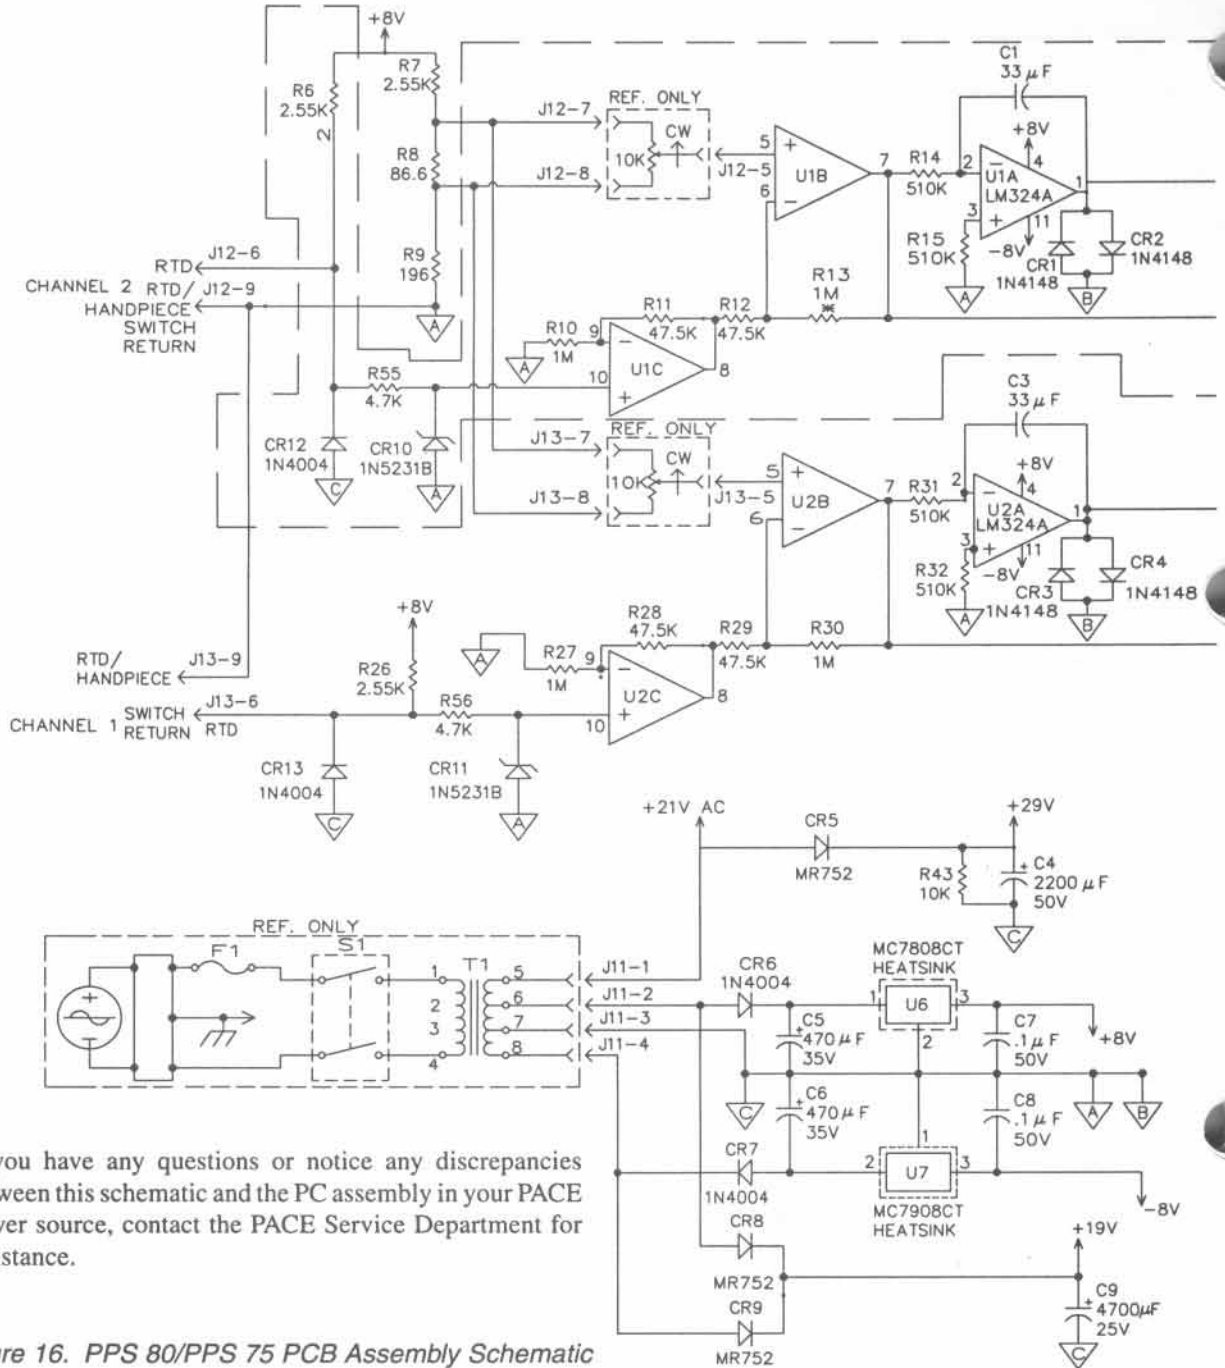 +8V
R6
2.55K
2
R7
2.55K
R8
86.6
R9
196
J12-7
J12-8
REF. ONLY
CW
10K
J12-5
5
+
6
−
U1B
7
R14
510K
C1
33µF
+8V
2
−
4
U1A
LM324A
1
3
+
11
-8V
R15
510K
A
CR1
1N4148
CR2
1N4148
B
RTD
J12-6
CHANNEL 2
RTD/
J12-9
HANDPIECE
SWITCH
RETURN
A
R13
1M
*
R11
47.5K
R12
47.5K
R10
1M
9
−
A
U1C
8
10
+
R55
4.7K
CR12
1N4004
C
CR10
1N5231B
A
REF. ONLY
J13-7
J13-8
CW
10K
J13-5
5
+
6
−
U2B
7
R31
510K
C3
33µF
+8V
2
−
4
U2A
LM324A
1
3
+
11
-8V
R32
510K
A
CR3
1N4148
CR4
1N4148
B
+8V
R26
2.55K
A
R27
1M
9
−
R28
47.5K
R29
47.5K
R30
1M
U2C
8
10
+
RTD/
HANDPIECE
J13-9
CHANNEL 1
SWITCH
RETURN
J13-6
RTD
R56
4.7K
CR13
1N4004
C
CR11
1N5231B
A
+21V AC
CR5
MR752
+29V
R43
10K
+
C4
2200µF
50V
C
REF. ONLY
F1
S1
T1
+
−
1
2
3
4
5
6
7
8
J11-1
J11-2
J11-3
J11-4
CR6
1N4004
MC7808CT
HEATSINK
1
U6
3
2
+
C5
470µF
35V
C7
.1µF
50V
+8V
C
+
C6
470µF
35V
C8
.1µF
50V
A
B
1
CR7
1N4004
2
U7
3
MC7908CT
HEATSINK
-8V
CR8
MR752
CR9
MR752
+19V
+
C9
4700µF
25V
C
you have any questions or notice any discrepancies
ween this schematic and the PC assembly in your PACE
ver source, contact the PACE Service Department for
istance.
re 16. PPS 80/PPS 75 PCB Assembly Schematic